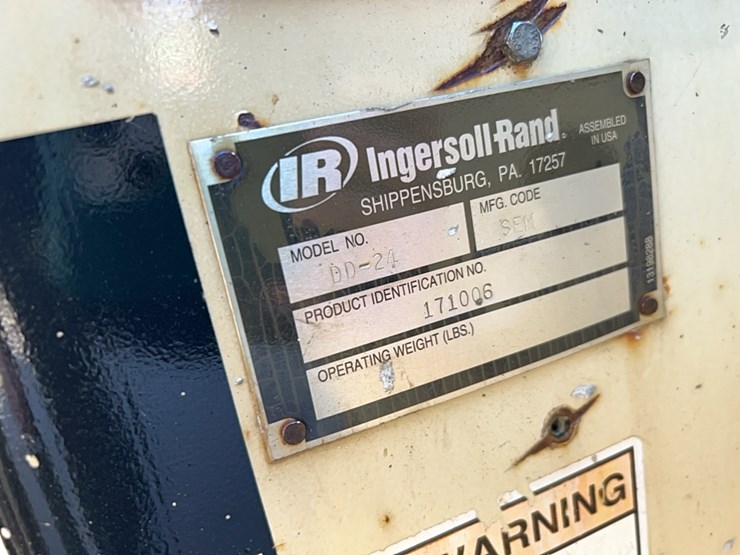 IR Ingersoll-Rand®
ASSEMBLED
IN USA
SHIPPENSBURG, PA. 17257
MODEL NO.
DD-24
MFG. CODE
SEM
PRODUCT IDENTIFICATION NO.
171006
OPERATING WEIGHT (LBS.)
13198288
WARNING